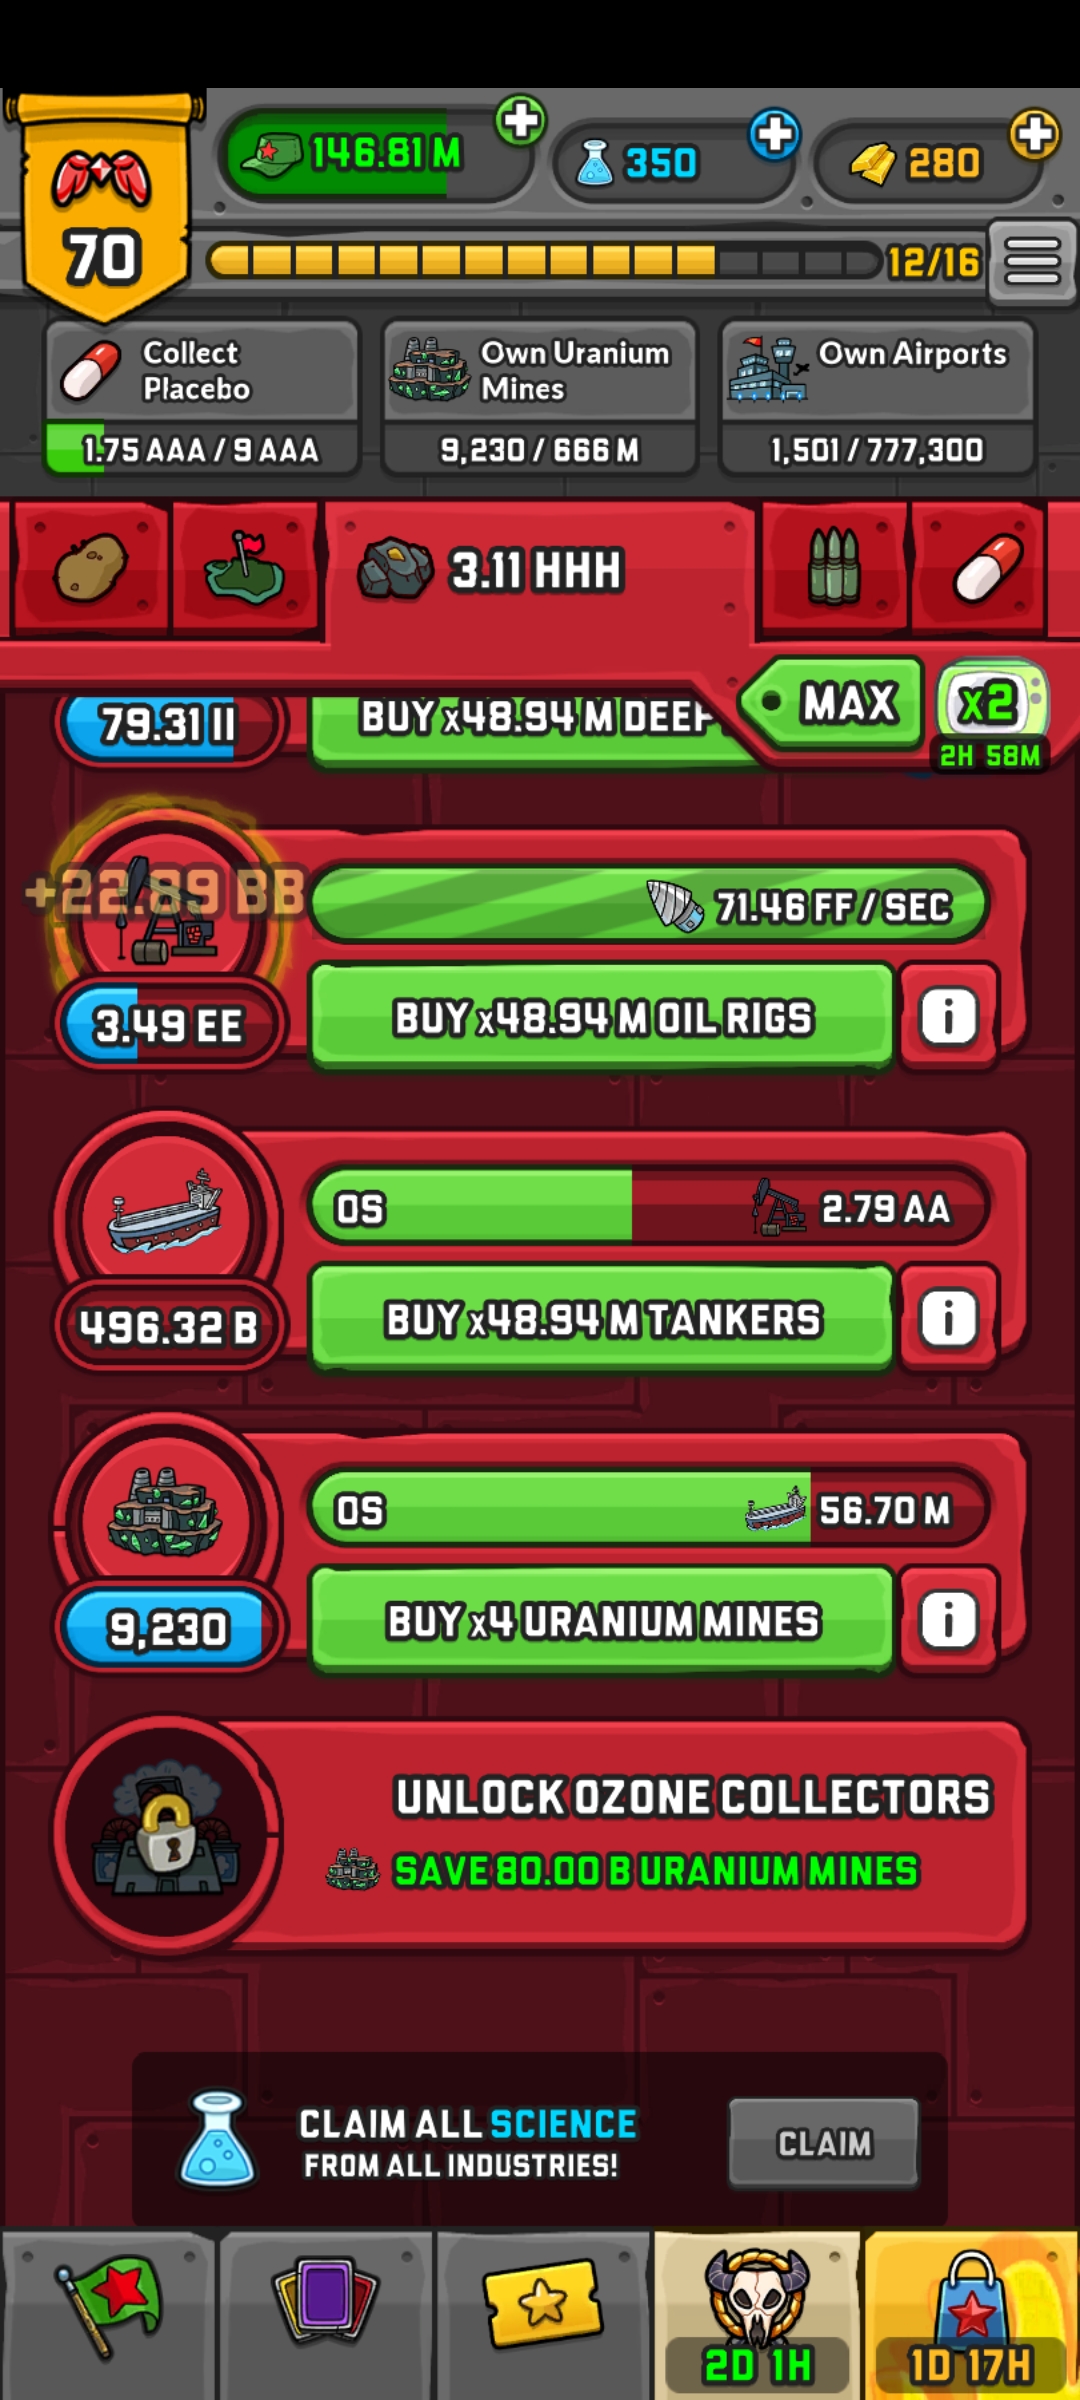 146.81 M
350
280
70
12/16
Collect
Placebo
1.75 AAA / 9 AAA
Own Uranium
Mines
9,230 / 666 M
Own Airports
1,501 / 777,300
3.11 HHH
MAX
x2
2H 58M
79.31 II
BUY x48.94 M DEEP
+22.89 BB
71.46 FF / SEC
3.49 EE
BUY x48.94 M OIL RIGS
0S
2.79 AA
496.32 B
BUY x48.94 M TANKERS
0S
56.70 M
9,230
BUY x4 URANIUM MINES
UNLOCK OZONE COLLECTORS
SAVE 80.00 B URANIUM MINES
CLAIM ALL SCIENCE
FROM ALL INDUSTRIES!
CLAIM
2D 1H
1D 17H